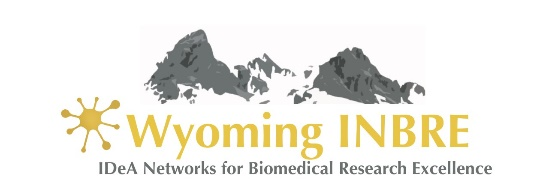 Wyoming INBRE
IDeA Networks for Biomedical Research Excellence